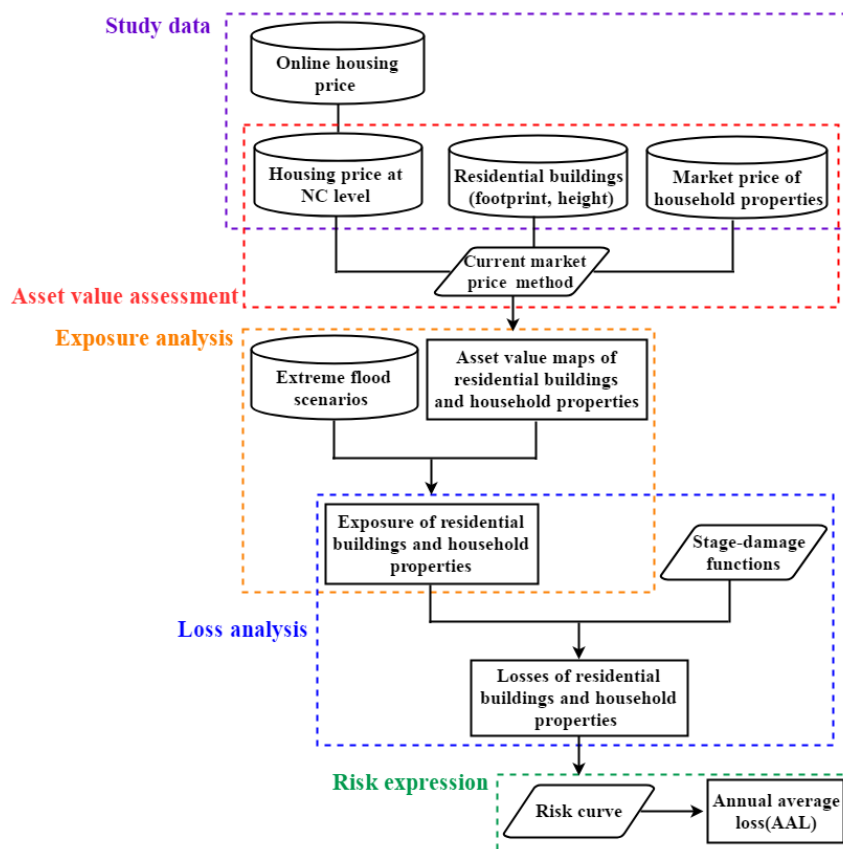 Study data
Online housing
price
Housing price at
NC level
Residential buildings
(footprint, height)
Market price of
household properties
Current market
price method
Asset value assessment
Exposure analysis
Extreme flood
scenarios
Asset value maps of
residential buildings
and household properties
Exposure of residential
buildings and household
properties
Stage-damage
functions
Loss analysis
Losses of residential
buildings and household
properties
Risk expression
Risk curve
Annual average
loss(AAL)